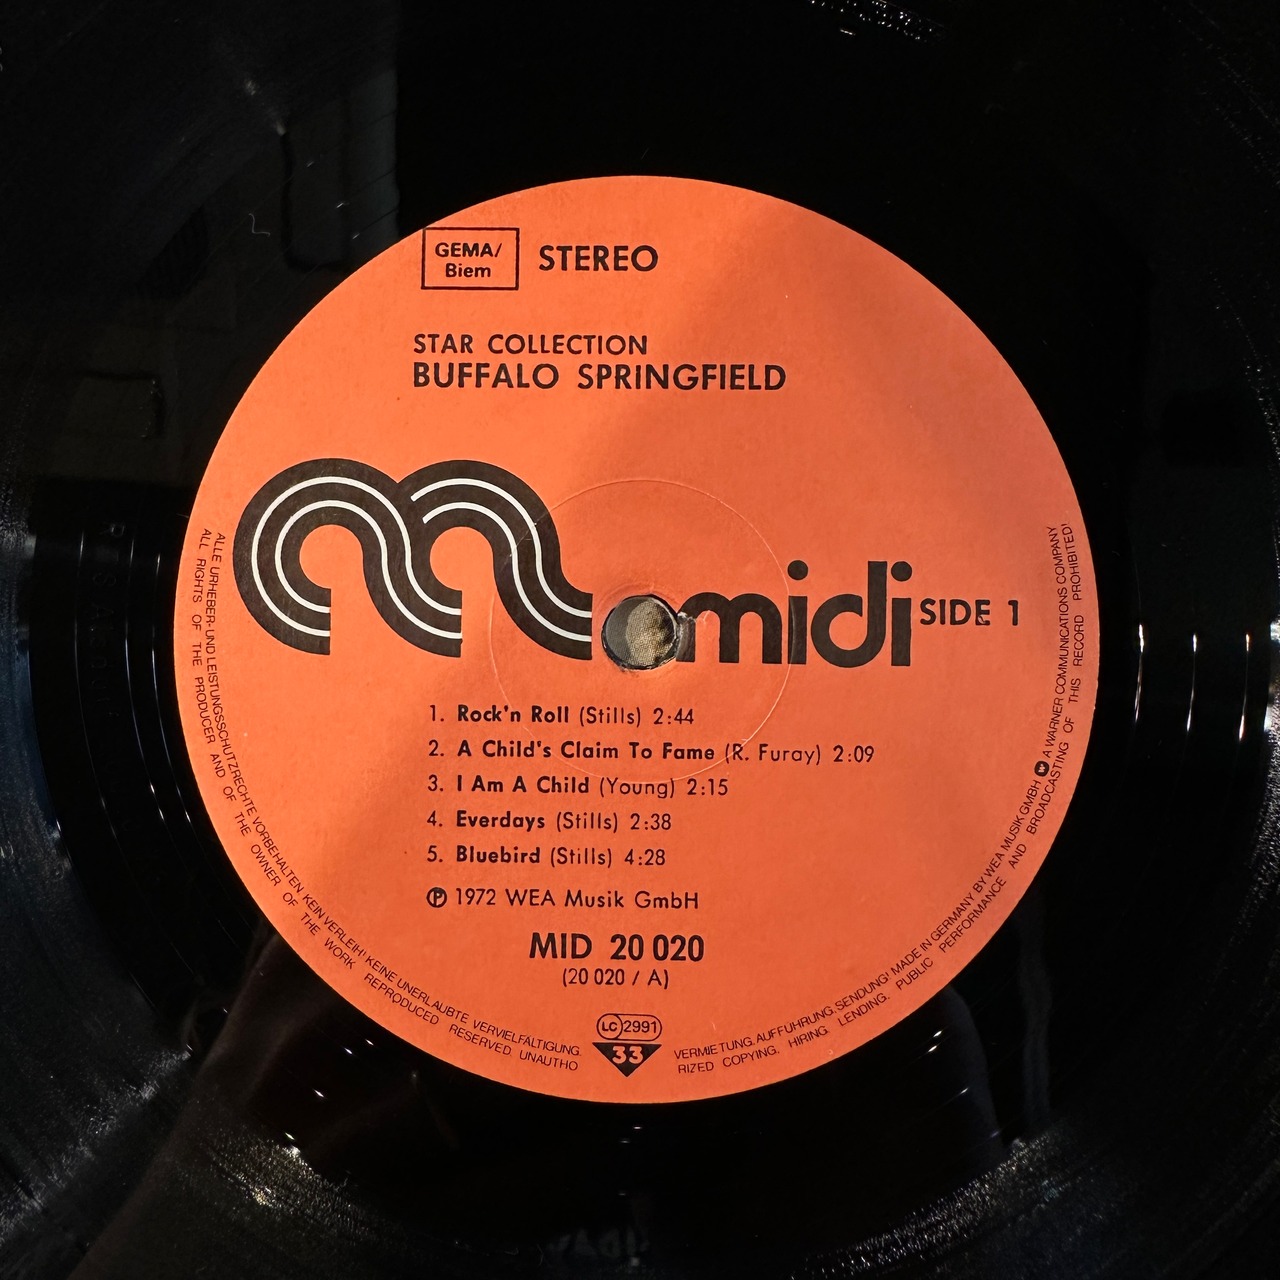 GEMA/
Biem
STEREO
STAR COLLECTION
BUFFALO SPRINGFIELD
midi
SIDE 1
1. Rock'n Roll (Stills) 2:44
2. A Child's Claim To Fame (R. Furay) 2:09
3. I Am A Child (Young) 2:15
4. Everdays (Stills) 2:38
5. Bluebird (Stills) 4:28
℗ 1972 WEA Musik GmbH
MID 20 020
(20 020 / A)
LC 2991
33
ALLE URHEBER- UND LEISTUNGSSCHUTZRECHTE VORBEHALTEN KEIN VERLEIH! KEINE UNERLAUBTE VERVIELFÄLTIGUNG.
VERMIETUNG. AUFFÜHRUNG. SENDUNG! MADE IN GERMANY BY WEA MUSIK GMBH A WARNER COMMUNICATIONS COMPANY
ALL RIGHTS OF THE PRODUCER AND OF THE OWNER OF THE WORK REPRODUCED RESERVED. UNAUTHO
RIZED COPYING. HIRING. LENDING. PUBLIC PERFORMANCE AND BROADCASTING OF THIS RECORD PROHIBITED!